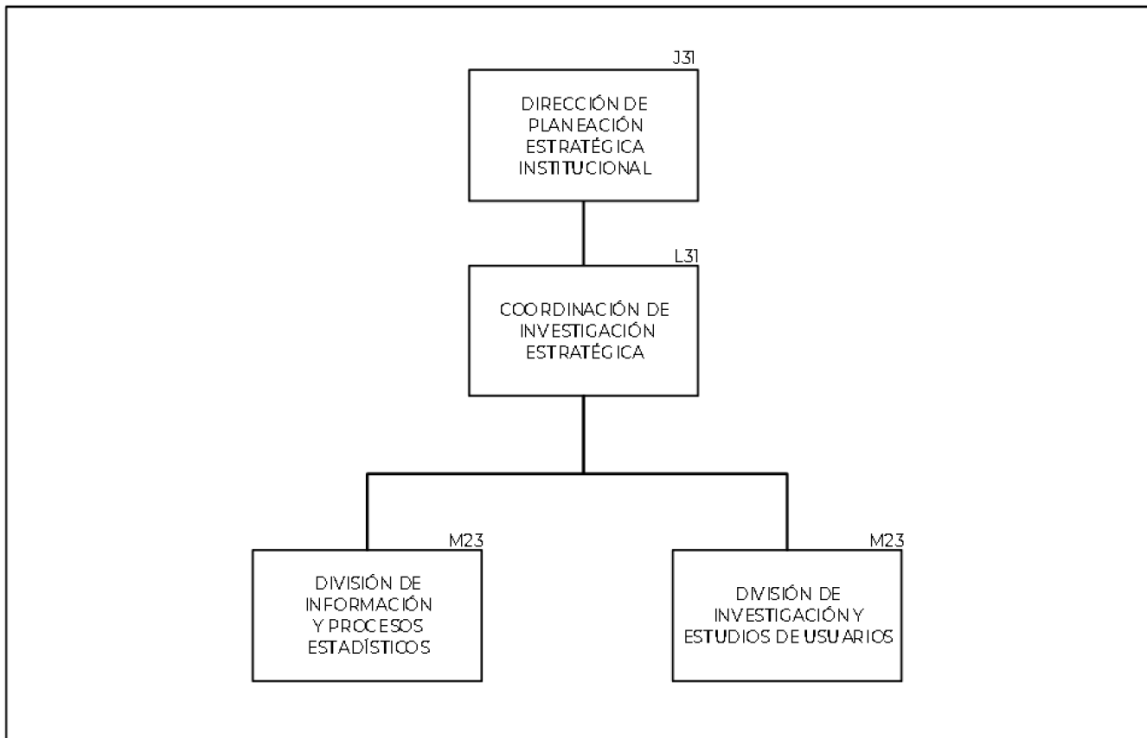 J31
DIRECCIÓN DE
PLANEACIÓN
ESTRATÉGICA
INSTITUCIONAL
L31
COORDINACIÓN DE
INVESTIGACIÓN
ESTRATÉGICA
M23
DIVISIÓN DE
INFORMACIÓN
Y PROCESOS
ESTADÍSTICOS
M23
DIVISIÓN DE
INVESTIGACIÓN Y
ESTUDIOS DE USUARIOS